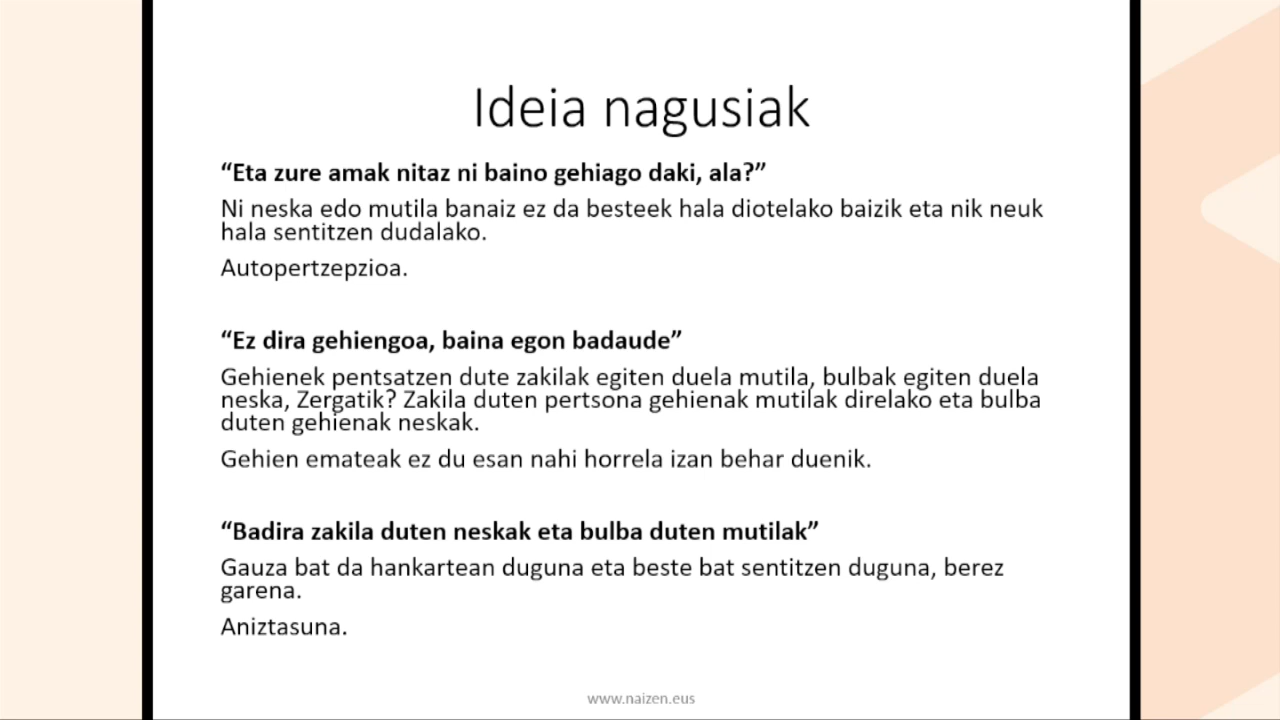 Ideia nagusiak
“Eta zure amak nitaz ni baino gehiago daki, ala?”
Ni neska edo mutila banaiz ez da besteek hala diotelako baizik eta nik neuk
hala sentitzen dudalako.
Autopertzepzioa.
“Ez dira gehiengoa, baina egon badaude”
Gehienek pentsatzen dute zakilak egiten duela mutila, bulbak egiten duela
neska, Zergatik? Zakila duten pertsona gehienak mutilak direlako eta bulba
duten gehienak neskak.
Gehien emateak ez du esan nahi horrela izan behar duenik.
“Badira zakila duten neskak eta bulba duten mutilak”
Gauza bat da hankartean duguna eta beste bat sentitzen duguna, berez
garena.
Aniztasuna.
www.naizen.eus